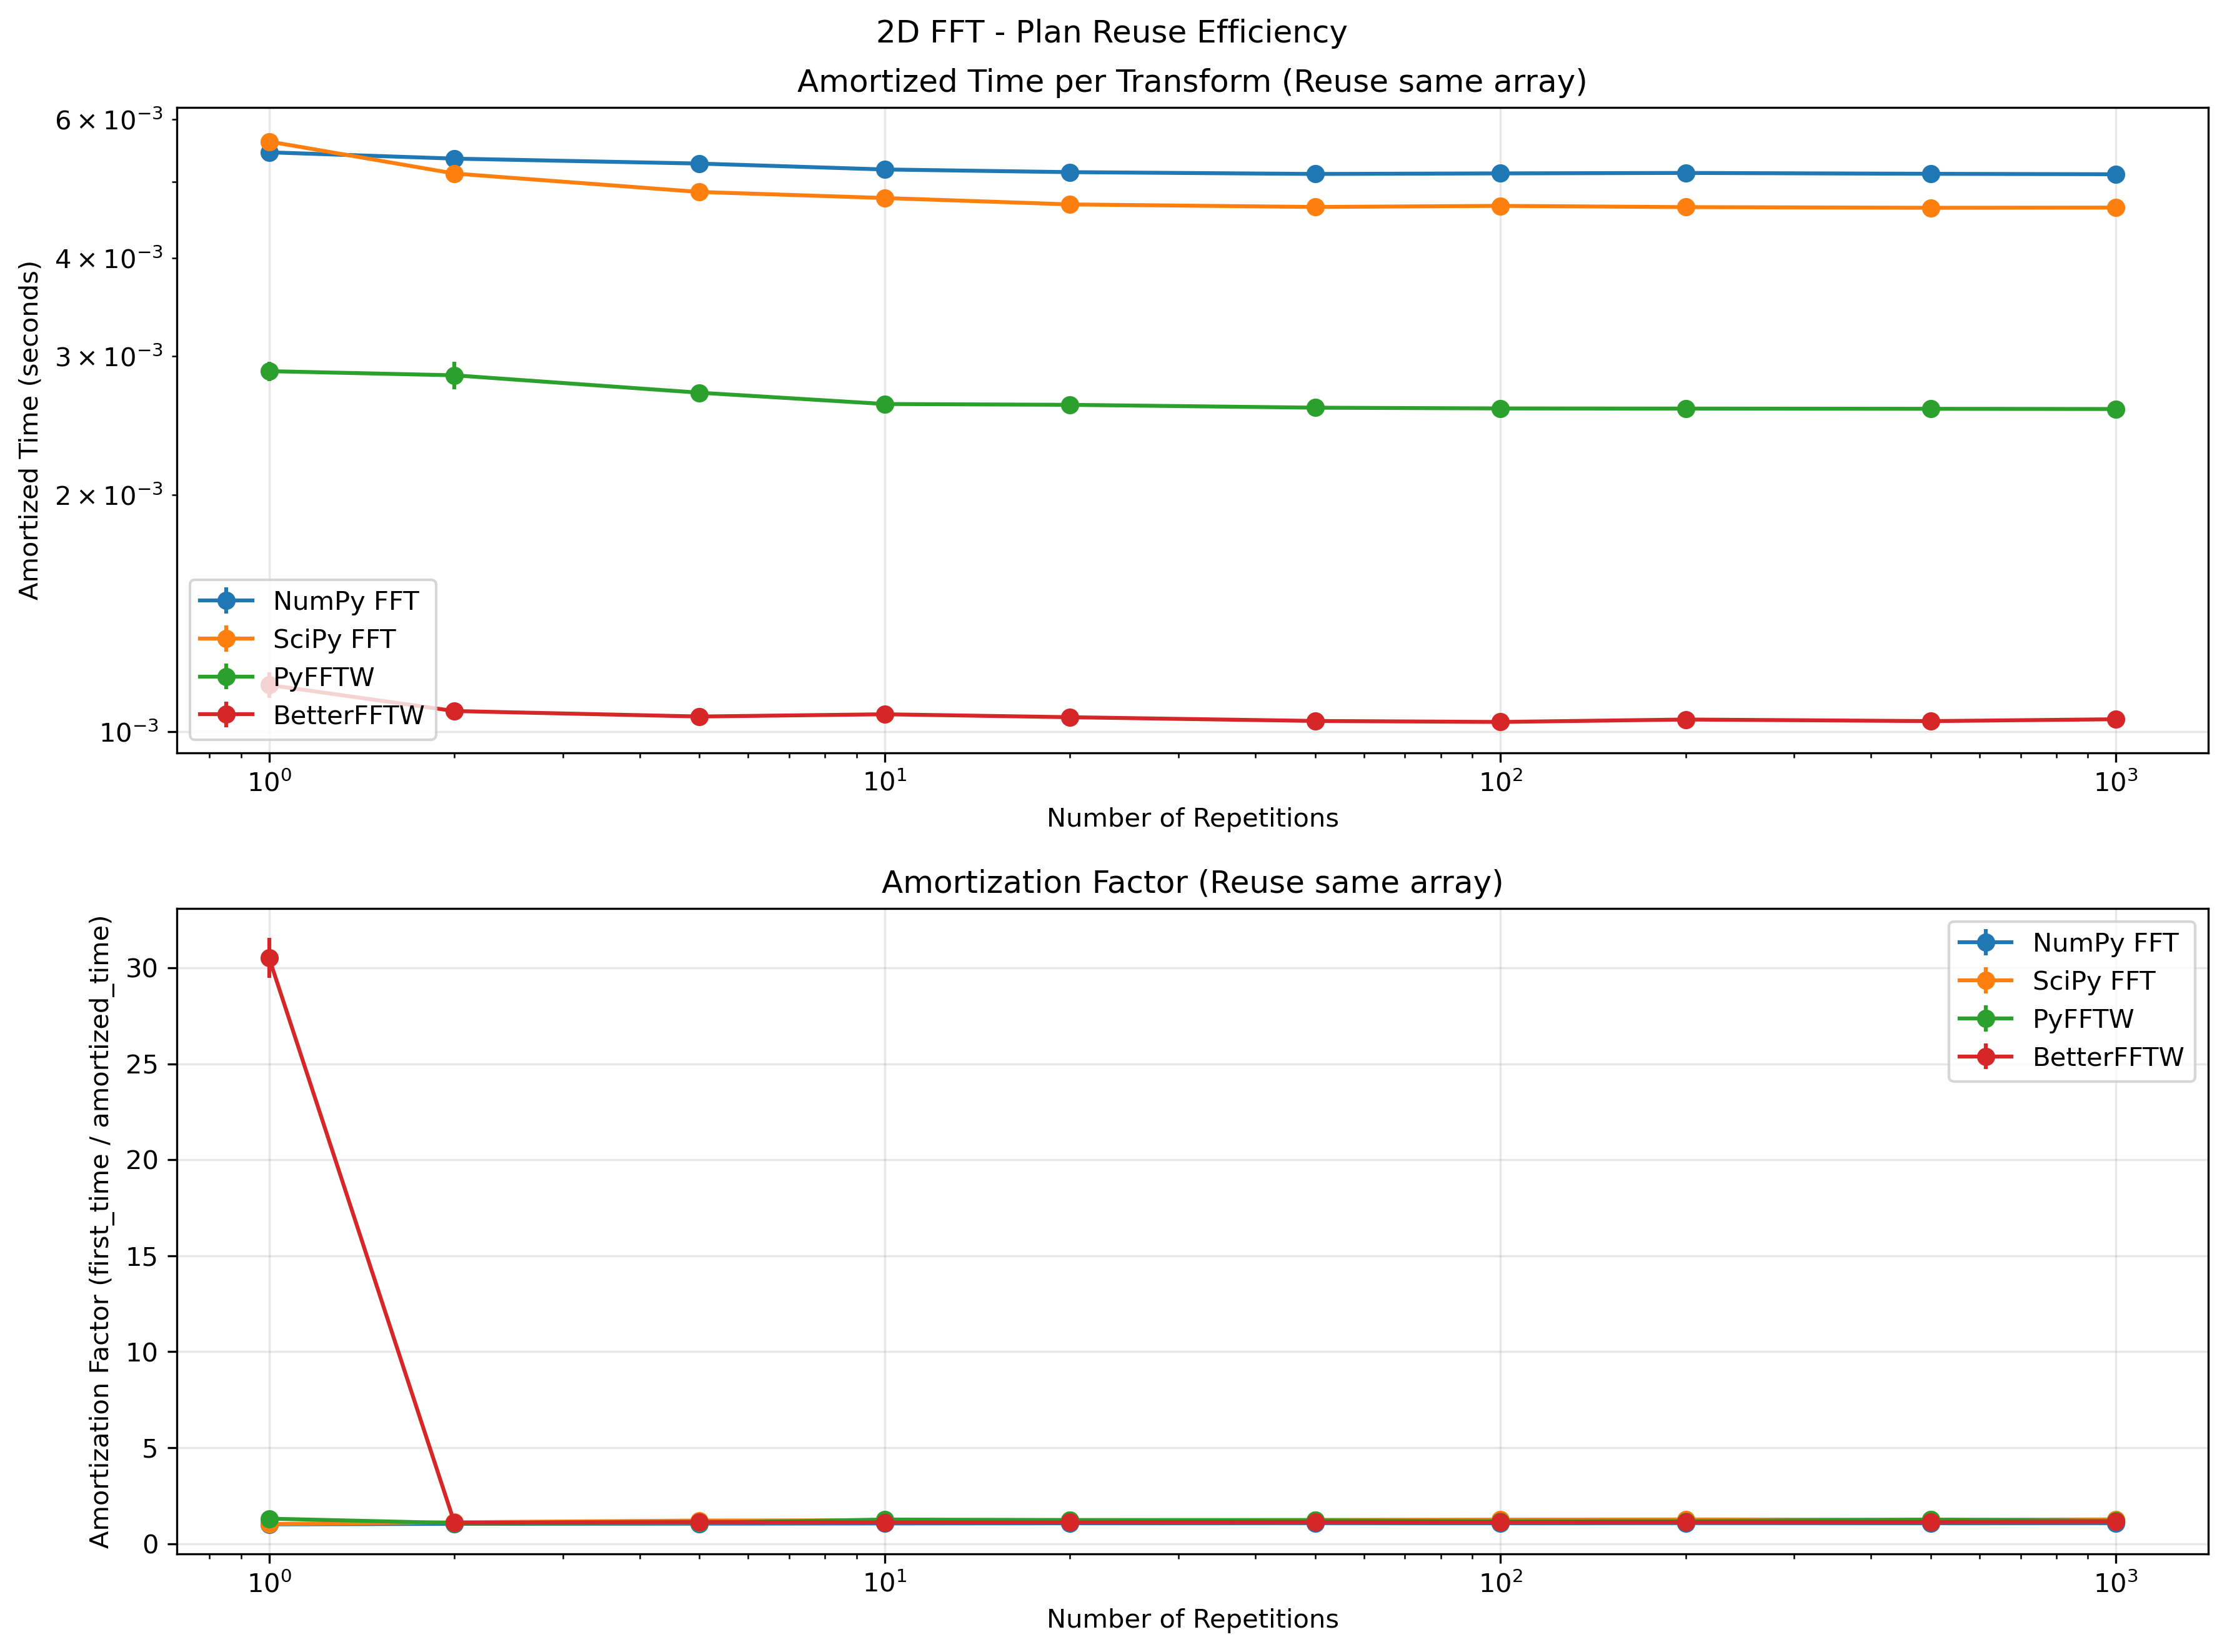 2D FFT - Plan Reuse Efficiency
Amortized Time per Transform (Reuse same array)
Amortized Time (seconds)
6 × 10⁻³
4 × 10⁻³
3 × 10⁻³
2 × 10⁻³
10⁻³
NumPy FFT
SciPy FFT
PyFFTW
BetterFFTW
10⁰ 10¹ 10² 10³
Number of Repetitions
Amortization Factor (Reuse same array)
Amortization Factor (first_time / amortized_time)
30
25
20
15
10
5
0
NumPy FFT
SciPy FFT
PyFFTW
BetterFFTW
10⁰ 10¹ 10² 10³
Number of Repetitions